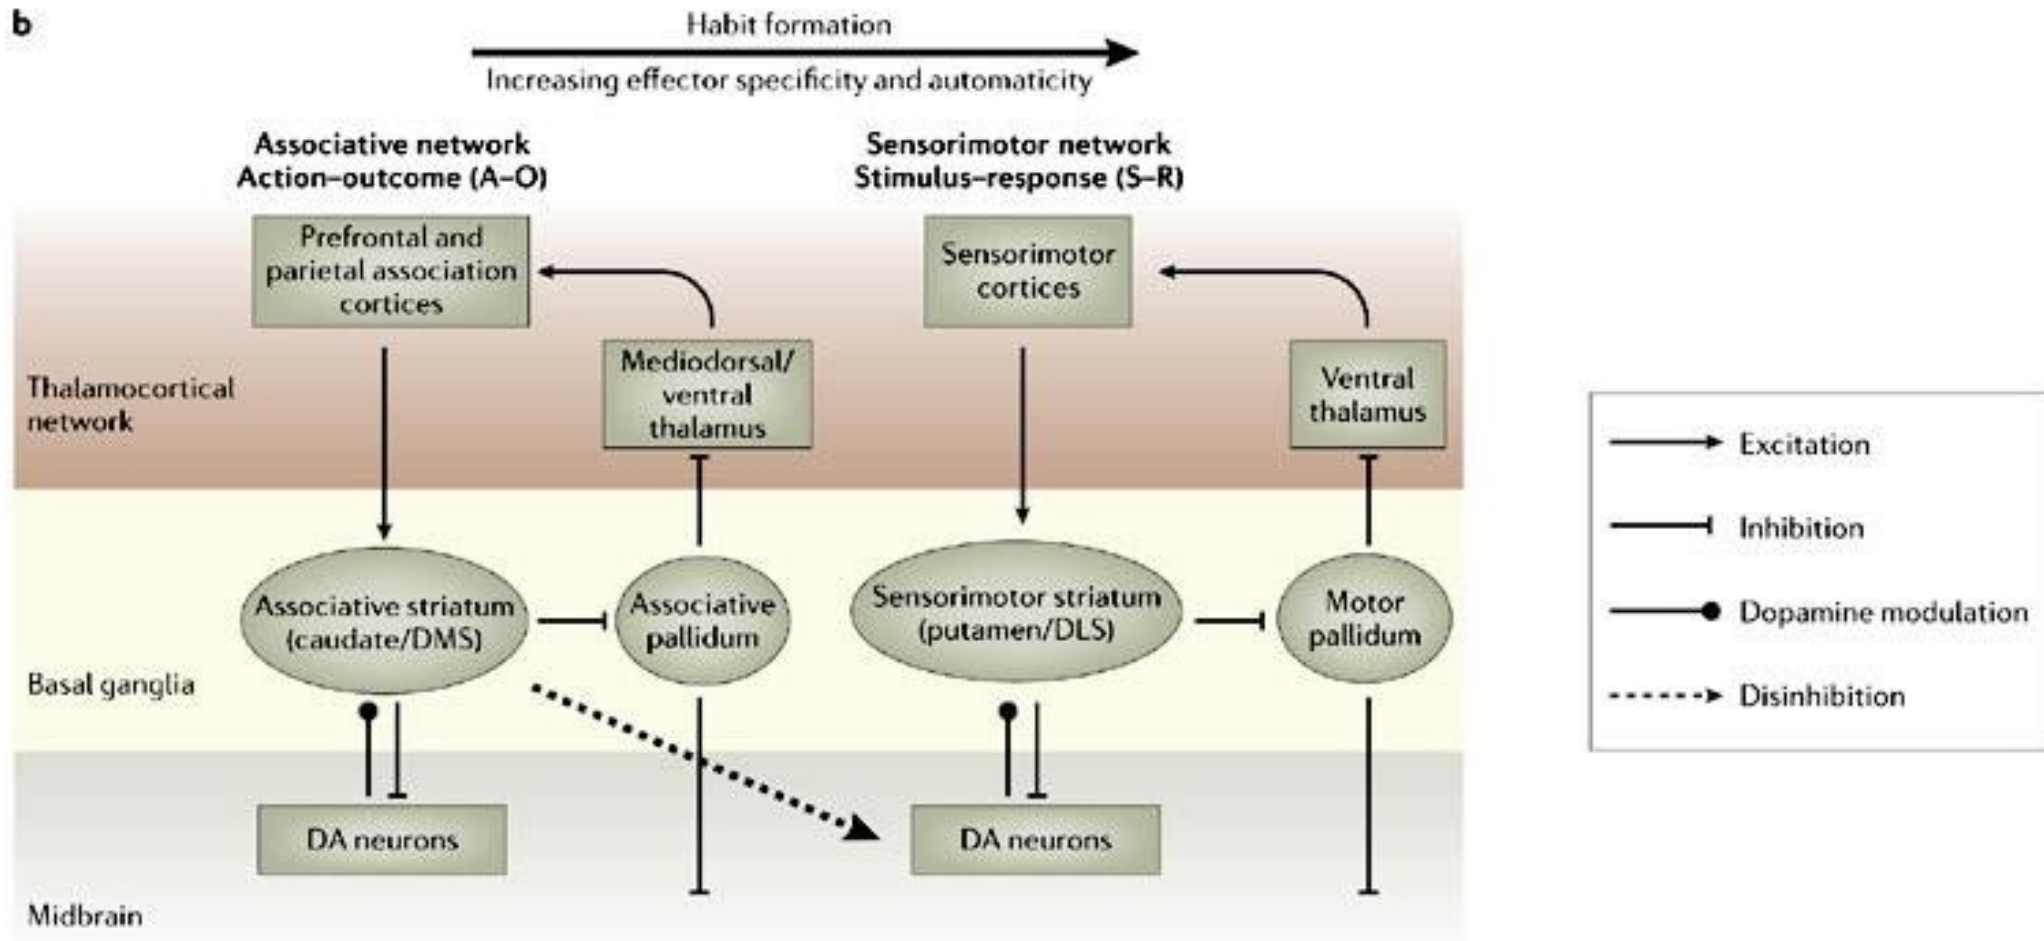 b
Habit formation
Increasing effector specificity and automaticity
Associative network
Action–outcome (A–O)
Sensorimotor network
Stimulus–response (S–R)
Prefrontal and
parietal association
cortices
Sensorimotor
cortices
Thalamocortical
network
Mediodorsal/
ventral
thalamus
Ventral
thalamus
Associative striatum
(caudate/DMS)
Associative
pallidum
Sensorimotor striatum
(putamen/DLS)
Motor
pallidum
Basal ganglia
DA neurons
DA neurons
Midbrain
Excitation
Inhibition
Dopamine modulation
Disinhibition